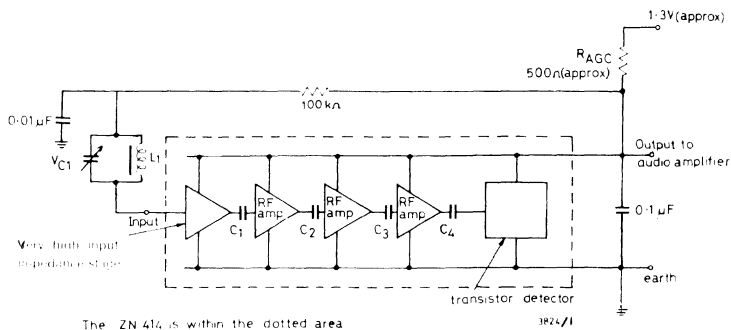 1·3V(approx)
RAGC
500Ω(approx)
100kΩ
0·01μF
VC1
L1
Output to
audio amplifier
RF
amp
RF
amp
RF
amp
Input
C1
C2
C3
C4
0·1μF
Very high input
impedance stage
transistor detector
earth
The ZN 414 is within the dotted area
3824/1